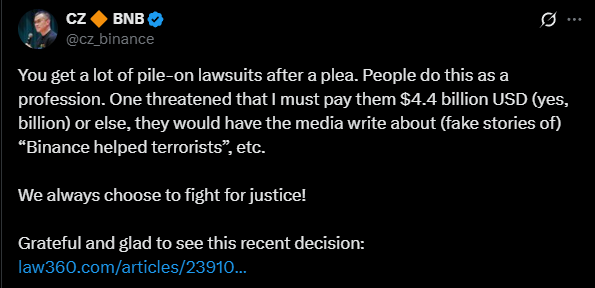 CZ 🔶 BNB
@cz_binance
You get a lot of pile-on lawsuits after a plea. People do this as a
profession. One threatened that I must pay them $4.4 billion USD (yes,
billion) or else, they would have the media write about (fake stories of)
“Binance helped terrorists”, etc.
We always choose to fight for justice!
Grateful and glad to see this recent decision:
law360.com/articles/23910...